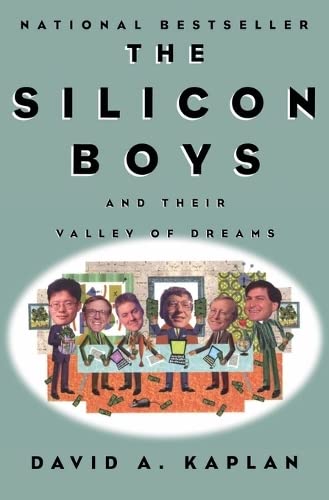 NATIONAL BESTSELLER
THE
SILICON
BOYS
AND THEIR
VALLEY OF DREAMS
DAVID A. KAPLAN